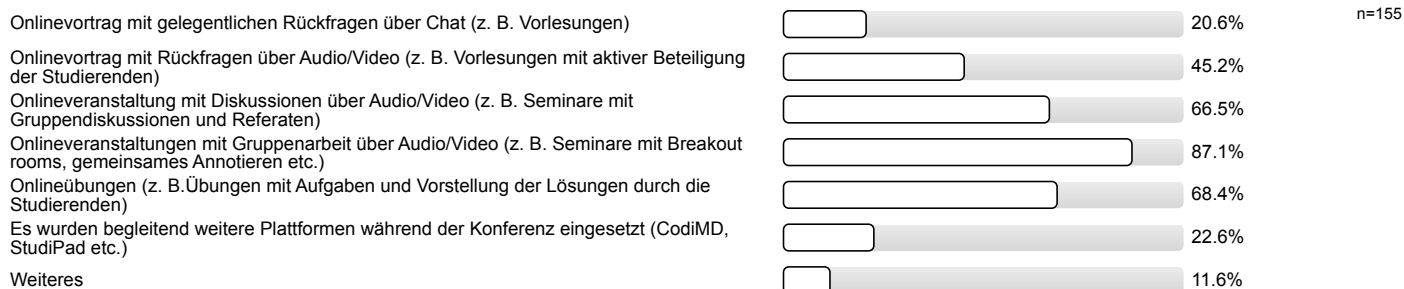 Onlinevortrag mit gelegentlichen Rückfragen über Chat (z. B. Vorlesungen)
20.6%
n=155
Onlinevortrag mit Rückfragen über Audio/Video (z. B. Vorlesungen mit aktiver Beteiligung
der Studierenden)
45.2%
Onlineveranstaltung mit Diskussionen über Audio/Video (z. B. Seminare mit
Gruppendiskussionen und Referaten)
66.5%
Onlineveranstaltungen mit Gruppenarbeit über Audio/Video (z. B. Seminare mit Breakout
rooms, gemeinsames Annotieren etc.)
87.1%
Onlineübungen (z. B.Übungen mit Aufgaben und Vorstellung der Lösungen durch die
Studierenden)
68.4%
Es wurden begleitend weitere Plattformen während der Konferenz eingesetzt (CodiMD,
StudiPad etc.)
22.6%
Weiteres
11.6%